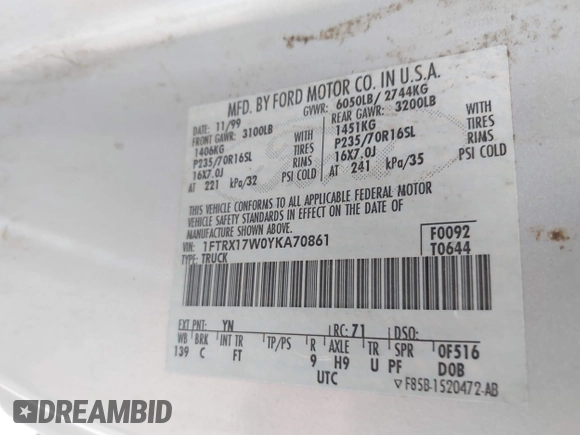 MFD. BY FORD MOTOR CO. IN U.S.A.
DATE: 11/99 GVWR: 6050LB/ 2744KG
FRONT GAWR: 3100LB REAR GAWR: 3200LB
1406KG WITH 1451KG WITH
P235/70R16SL TIRES P235/70R16SL TIRES
16X7.0J RIMS 16X7.0J RIMS
AT 221 kPa/32 PSI COLD AT 241 kPa/35 PSI COLD
THIS VEHICLE CONFORMS TO ALL APPLICABLE FEDERAL MOTOR
VEHICLE SAFETY STANDARDS IN EFFECT ON THE DATE OF
MANUFACTURE SHOWN ABOVE.
VIN: 1FTRX17W0YKA70861 F0092
TYPE: TRUCK T0644
EXT PNT: YN RC: 71 DSO:
WB BRK INT TR TP/PS R AXLE TR SPR 0F516
139 C FT 9 H9 U PF DOB
UTC ▽ F85B-1520472-AB
DREAMBID